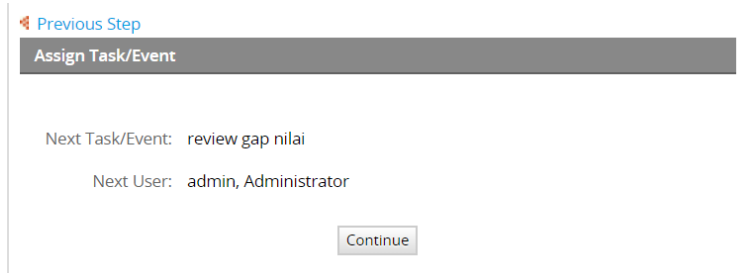 Previous Step
Assign Task/Event
Next Task/Event: review gap nilai
Next User: admin, Administrator
Continue